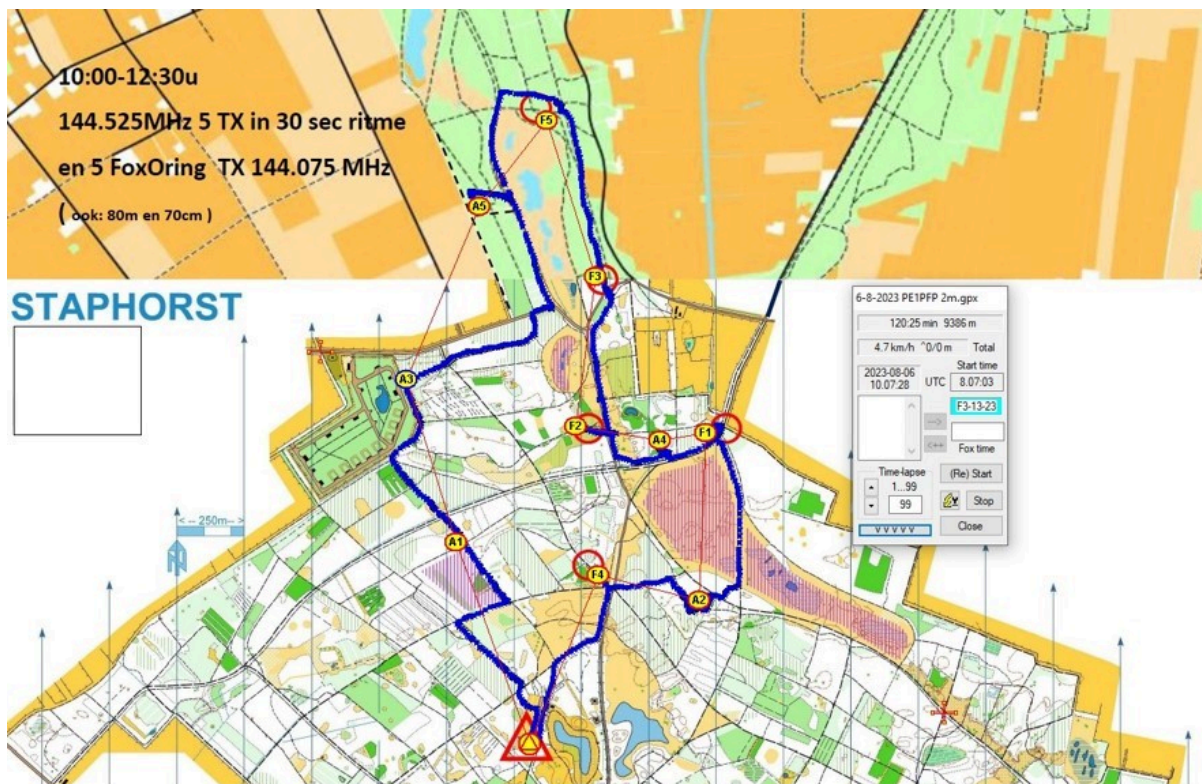 10:00-12:30u
144.525MHz 5 TX in 30 sec ritme
en 5 FoxOring TX 144.075 MHz
( ook: 80m en 70cm )
STAPHORST
F5
A5
F3
A3
F2
A4
F1
A1
F4
A2
< -- 250m-- >
6-8-2023 PE1PFP 2m.gpx
120:25 min 9386 m
4.7 km/h ^0/0 m Total
Start time
2023-08-06
10.07:28
UTC
8.07:03
F3-13-23
-->
<++
Fox time
Time-lapse
1...99
99
(Re) Start
Stop
V V V V V
Close